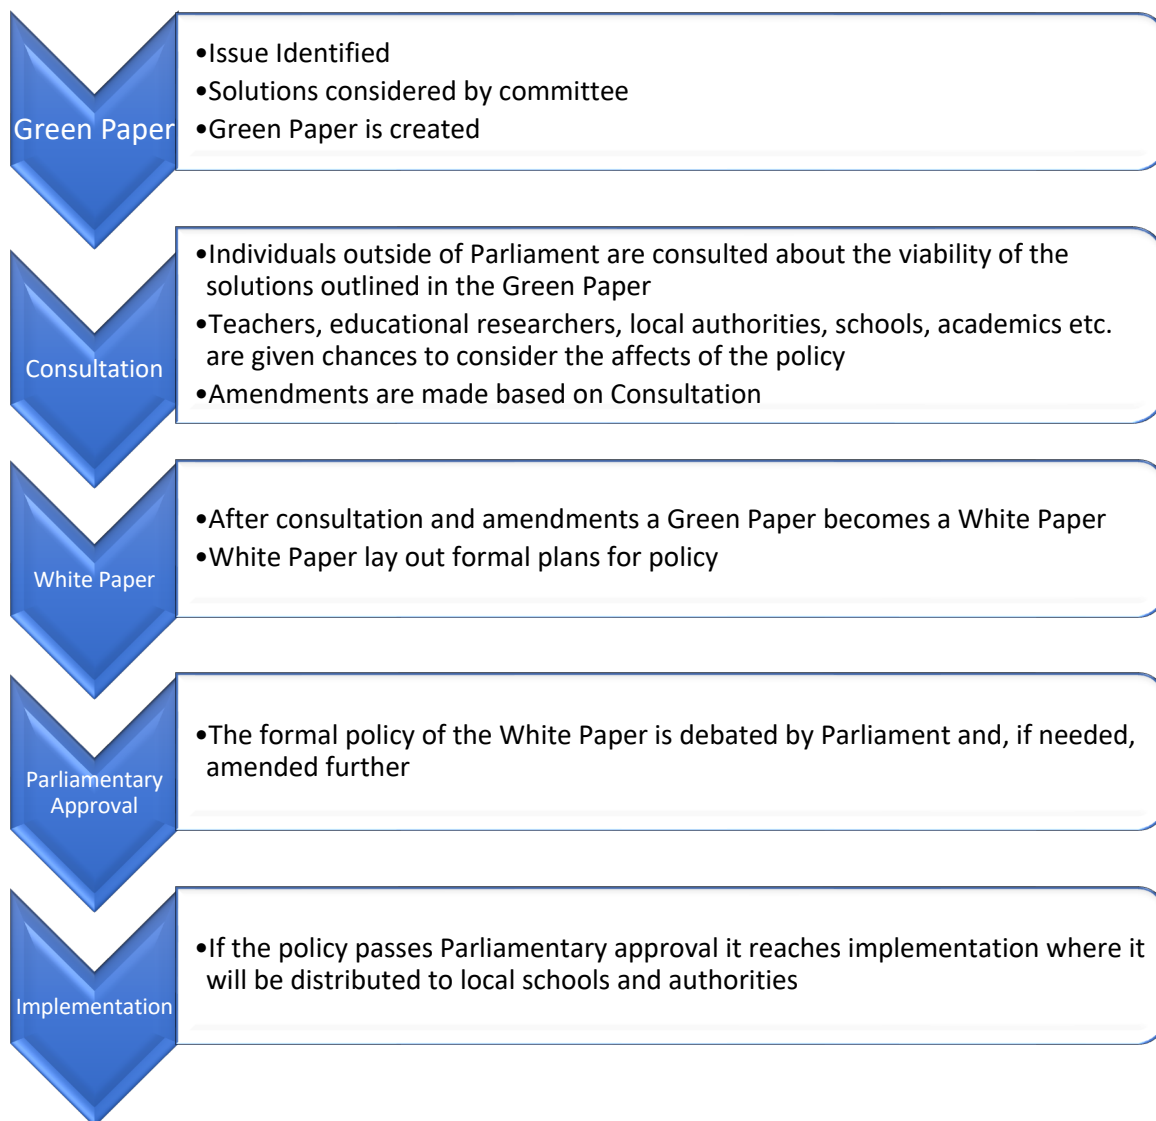 Green Paper
•Issue Identified
•Solutions considered by committee
•Green Paper is created
Consultation
•Individuals outside of Parliament are consulted about the viability of the
solutions outlined in the Green Paper
•Teachers, educational researchers, local authorities, schools, academics etc.
are given chances to consider the affects of the policy
•Amendments are made based on Consultation
White Paper
•After consultation and amendments a Green Paper becomes a White Paper
•White Paper lay out formal plans for policy
Parliamentary
Approval
•The formal policy of the White Paper is debated by Parliament and, if needed,
amended further
Implementation
•If the policy passes Parliamentary approval it reaches implementation where it
will be distributed to local schools and authorities